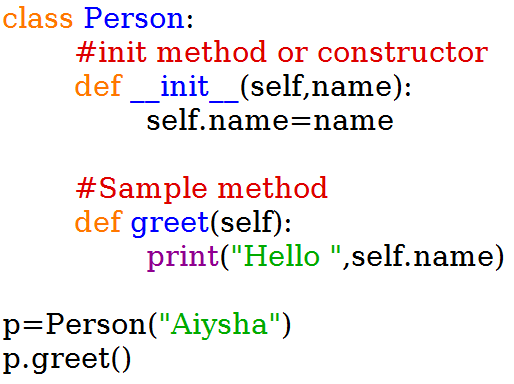 class Person:
#init method or constructor
def __init__(self,name):
self.name=name
#Sample method
def greet(self):
print("Hello ",self.name)
p=Person("Aiysha")
p.greet()